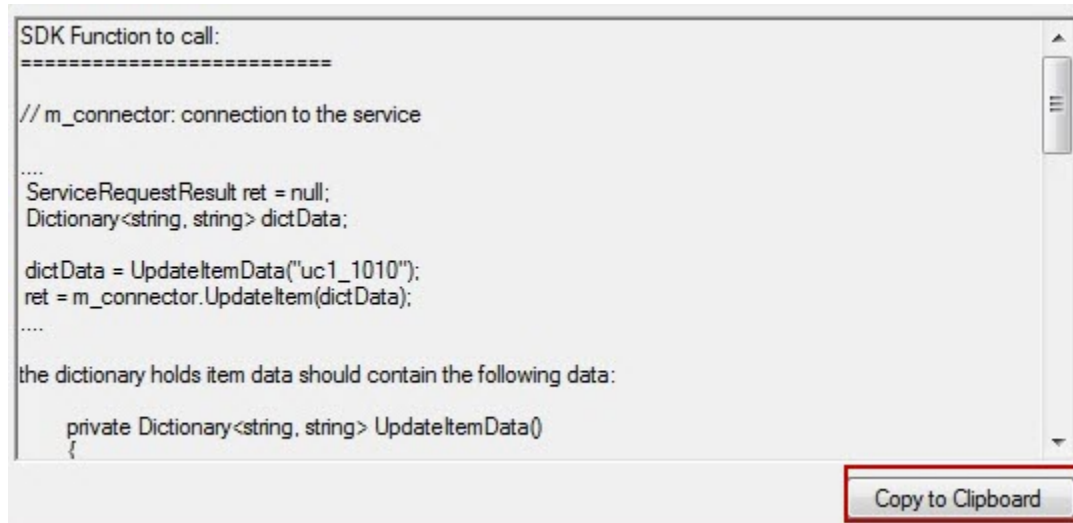 SDK Function to call:
==========================
// m_connector: connection to the service
....
ServiceRequestResult ret = null;
Dictionary<string, string> dictData;
dictData = UpdateItemData("uc1_1010");
ret = m_connector.UpdateItem(dictData);
....
the dictionary holds item data should contain the following data:
private Dictionary<string, string> UpdateItemData()
{
Copy to Clipboard